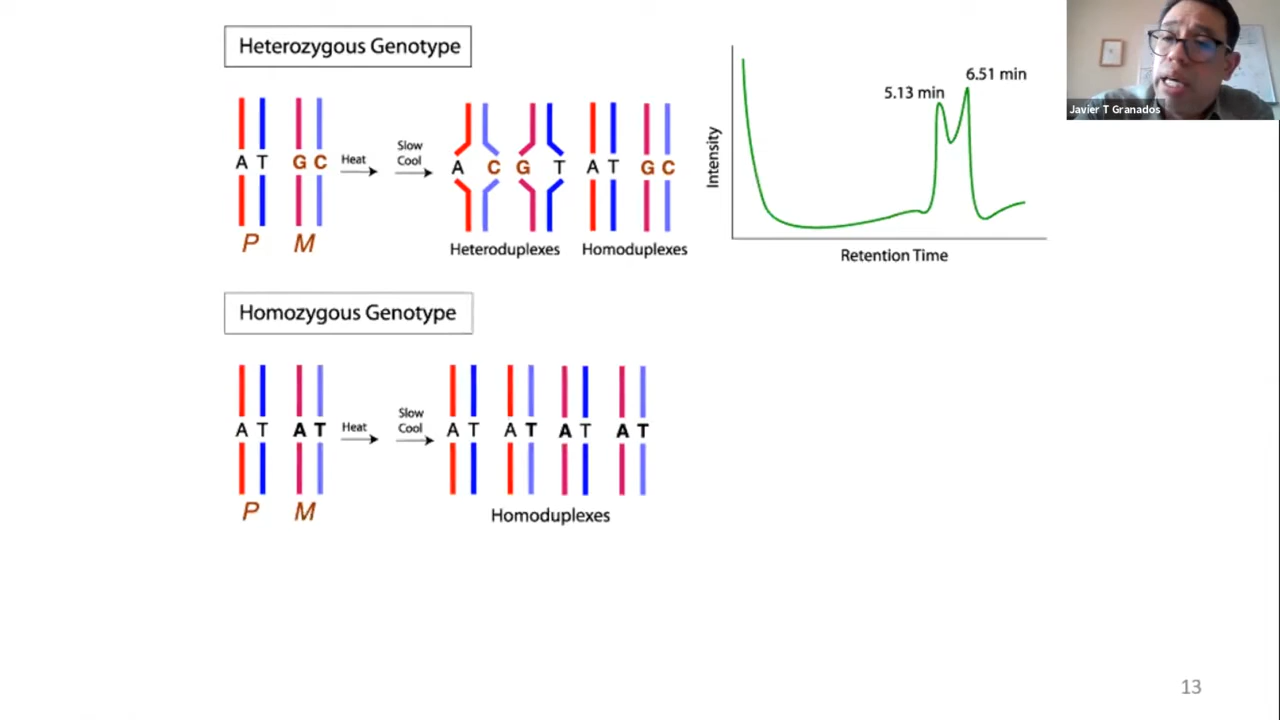 Heterozygous Genotype
A T G C
Heat
Slow
Cool
A C G T A T G C
P M
Heteroduplexes Homoduplexes
5.13 min
6.51 min
Intensity
Retention Time
Javier T Granados
Homozygous Genotype
A T A T
Heat
Slow
Cool
A T A T A T A T
P M
Homoduplexes
13